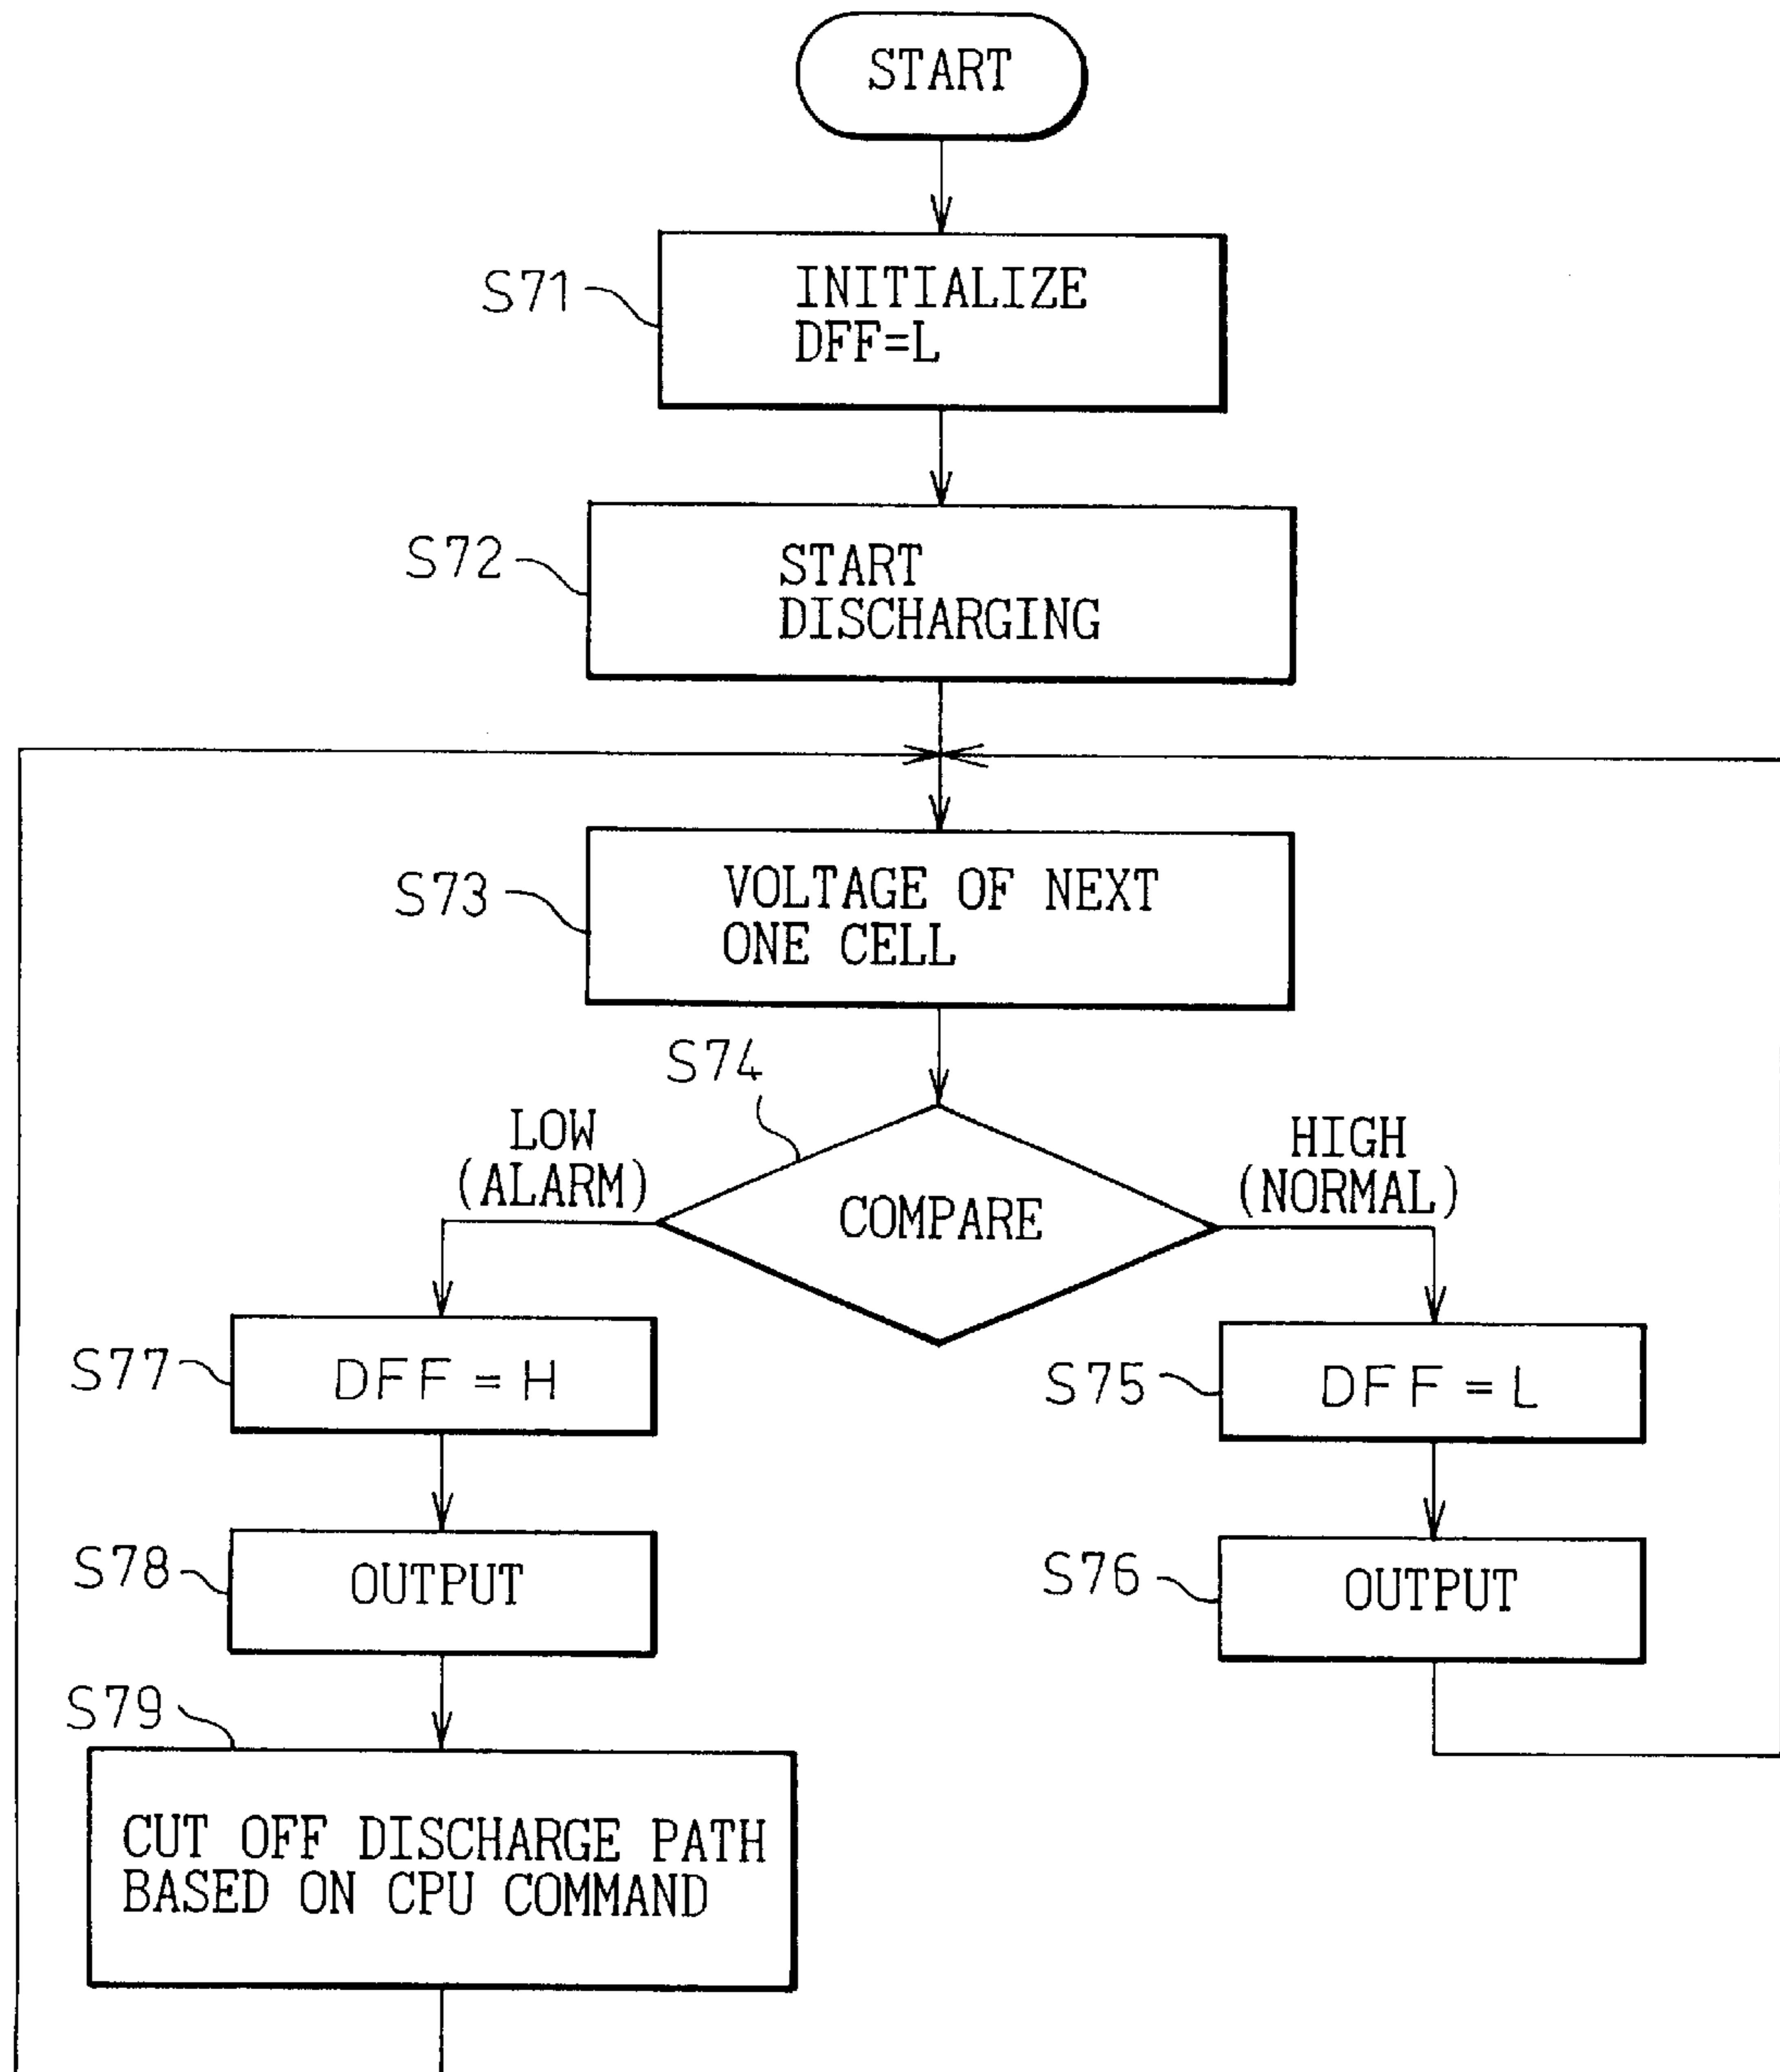 START
S71
INITIALIZE
DFF=L
S72
START
DISCHARGING
S73
VOLTAGE OF NEXT
ONE CELL
S74
LOW
(ALARM)
COMPARE
HIGH
(NORMAL)
S77
DFF = H
S75
DFF = L
S78
OUTPUT
S76
OUTPUT
S79
CUT OFF DISCHARGE PATH
BASED ON CPU COMMAND